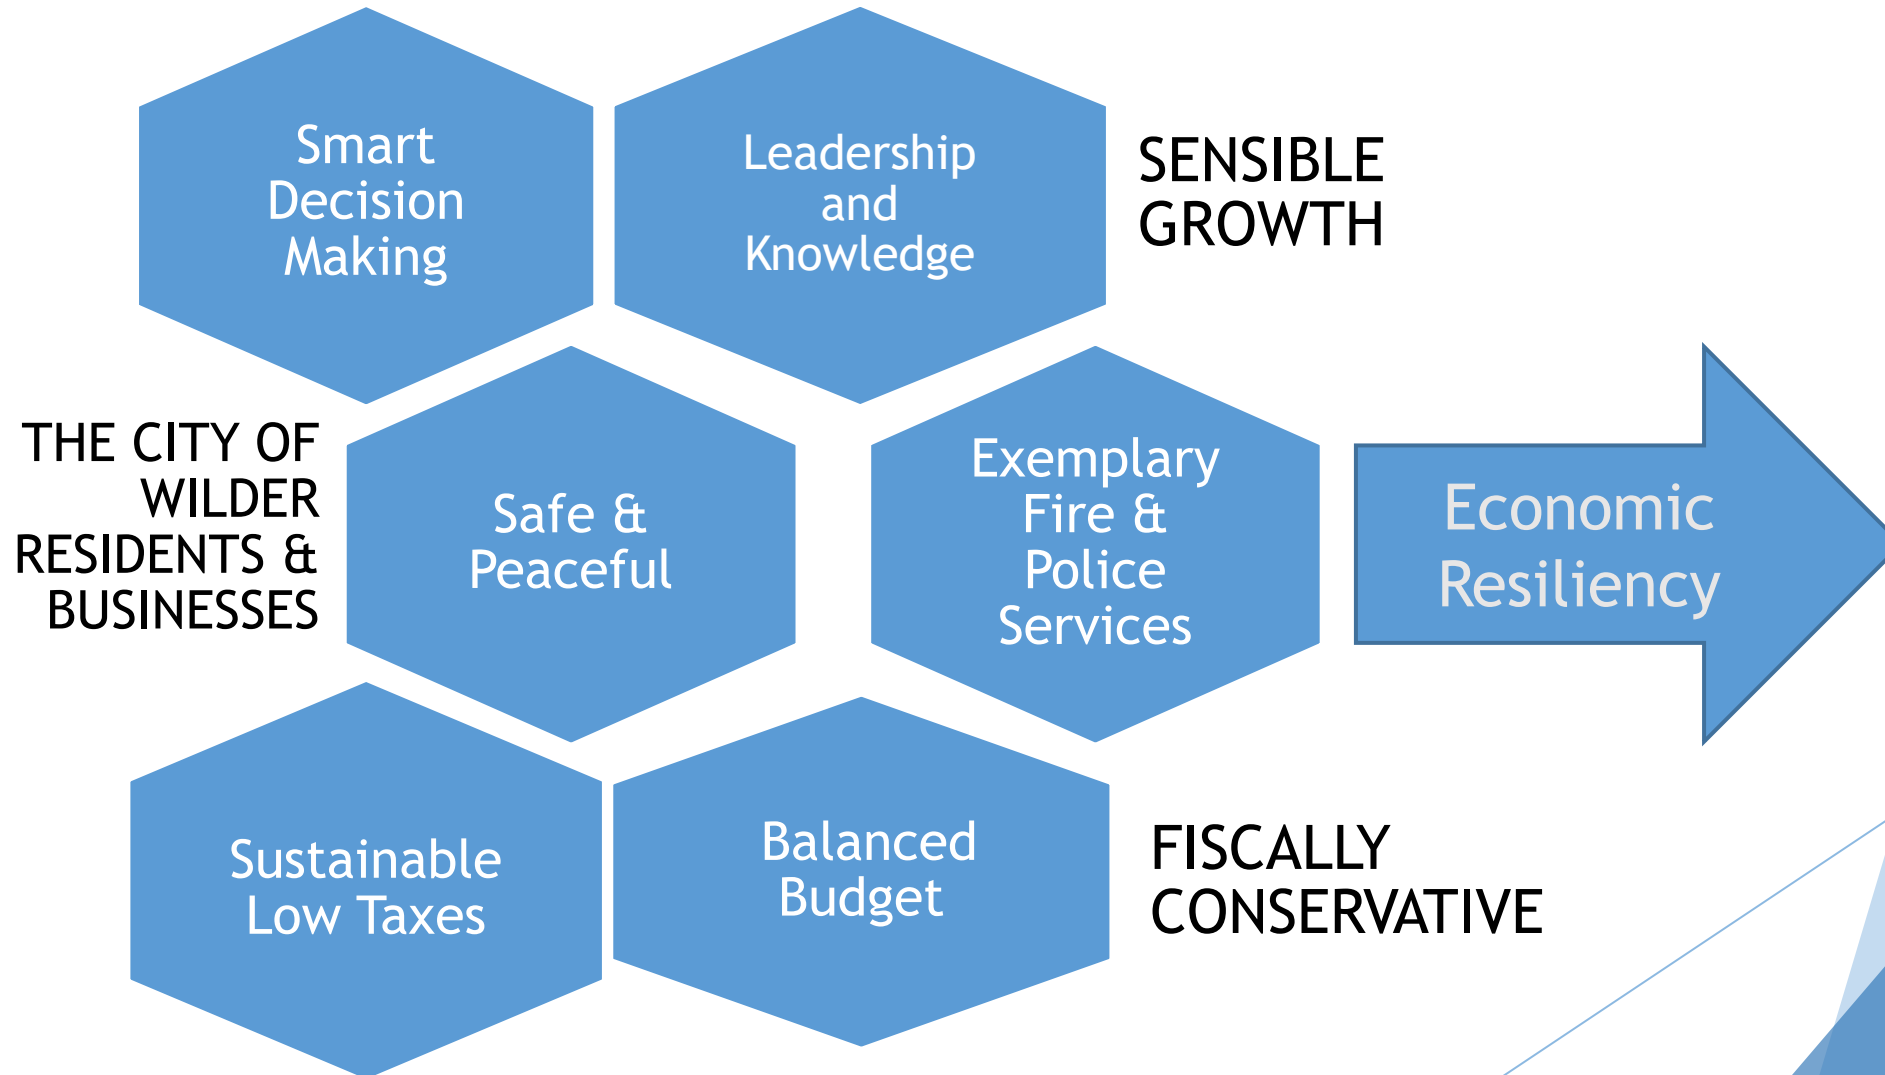 Smart
Decision
Making
Leadership
and
Knowledge
SENSIBLE
GROWTH
THE CITY OF
WILDER
RESIDENTS &
BUSINESSES
Safe &
Peaceful
Exemplary
Fire &
Police
Services
Economic
Resiliency
Sustainable
Low Taxes
Balanced
Budget
FISCALLY
CONSERVATIVE